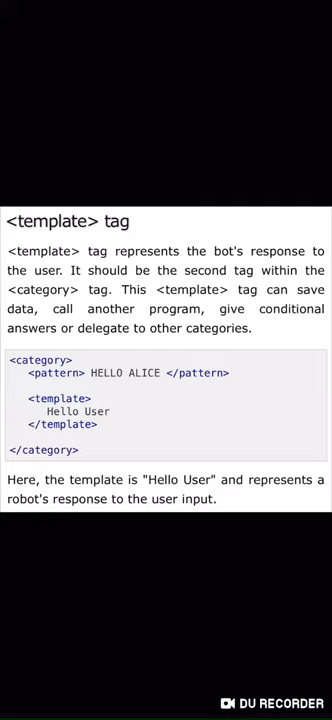 <template> tag
<template> tag represents the bot's response to
the user. It should be the second tag within the
<category> tag. This <template> tag can save
data, call another program, give conditional
answers or delegate to other categories.
<category>
<pattern> HELLO ALICE </pattern>
<template>
Hello User
</template>
</category>
Here, the template is "Hello User" and represents a
robot's response to the user input.
DU RECORDER